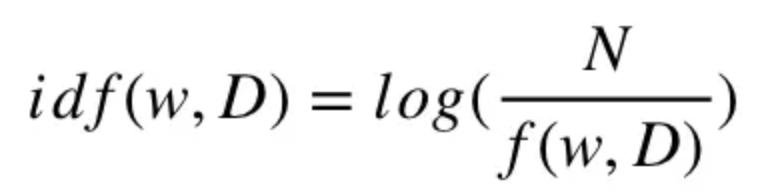 idf(w, D) = log(N / f(w, D))